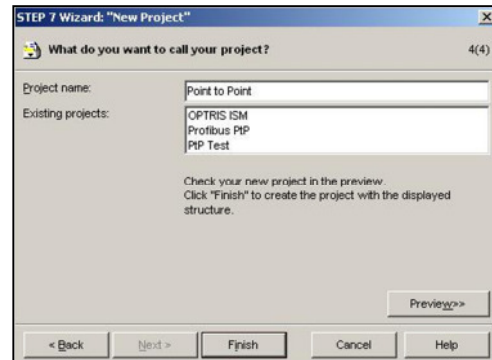 STEP 7 Wizard: "New Project"
What do you want to call your project? 4(4)
Project name: Point to Point
Existing projects: OPTRIS ISM
Profibus PtP
PtP Test
Check your new project in the preview.
Click "Finish" to create the project with the displayed
structure.
Preview>>
< Back Next > Finish Cancel Help